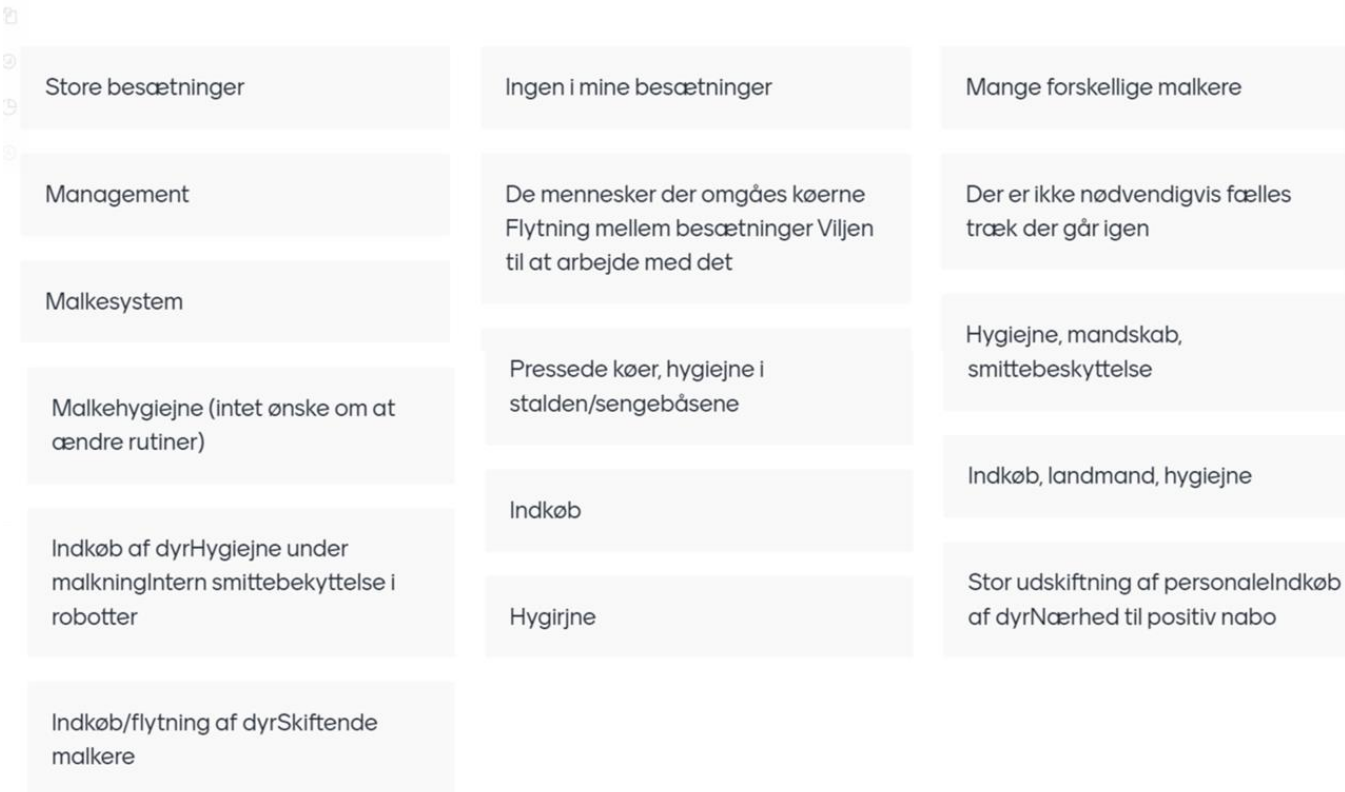 Store besætninger
Management
Malkesystem
Malkehygiejne (intet ønske om at
ændre rutiner)
Indkøb af dyrHygiejne under
malkningIntern smittebekyttelse i
robotter
Indkøb/flytning af dyrSkiftende
malkere
Ingen i mine besætninger
De mennesker der omgåes køerne
Flytning mellem besætninger Viljen
til at arbejde med det
Pressede køer, hygiejne i
stalden/sengebåsene
Indkøb
Hygirjne
Mange forskellige malkere
Der er ikke nødvendigvis fælles
træk der går igen
Hygiejne, mandskab,
smittebeskyttelse
Indkøb, landmand, hygiejne
Stor udskiftning af personaleIndkøb
af dyrNærhed til positiv nabo